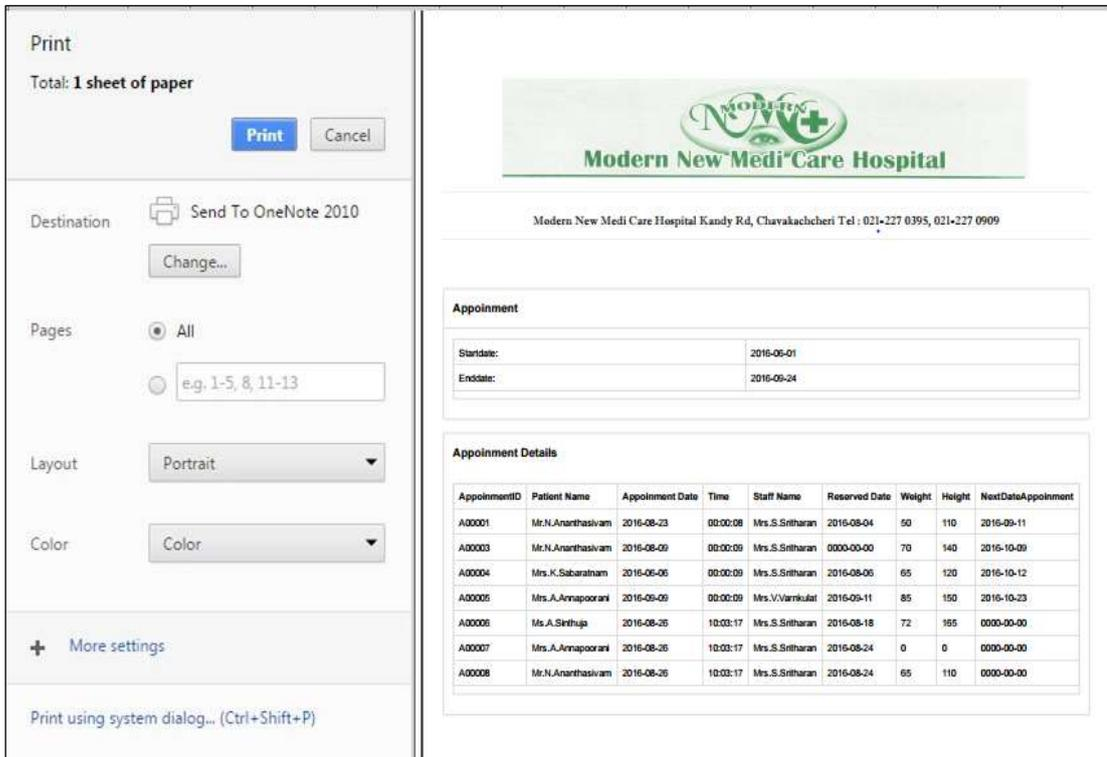 Print
Total: 1 sheet of paper
Print Cancel
Destination Send To OneNote 2010
Change...
Pages All
e.g. 1-5, 8, 11-13
Layout Portrait
Color Color
More settings
Print using system dialog... (Ctrl+Shift+P)
MODERN
Modern New Medi Care Hospital
Modern New Medi Care Hospital Kandy Rd, Chavakachcheri Tel : 021-227 0395, 021-227 0909
Appoinment
Startdate: 2016-06-01
Enddate: 2016-09-24
Appoinment Details
AppoinmentID Patient Name Appoinment Date Time Staff Name Reserved Date Weight Height NextDateAppoinment
A00001 Mr.N.Ananthasivam 2016-08-23 00:00:08 Mrs.S.Sritharan 2016-08-04 50 110 2016-09-11
A00003 Mr.N.Ananthasivam 2016-08-09 00:00:09 Mrs.S.Sritharan 0000-00-00 70 140 2016-10-09
A00004 Mrs.K.Sabaratnam 2016-06-06 00:00:09 Mrs.S.Sritharan 2016-08-06 65 120 2016-10-12
A00005 Mrs.A.Annapoorani 2016-09-09 00:00:09 Mrs.V.Varnkulat 2016-09-11 85 150 2016-10-23
A00006 Ms.A.Sinthuja 2016-08-26 10:03:17 Mrs.S.Sritharan 2016-08-18 72 165 0000-00-00
A00007 Mrs.A.Annapoorani 2016-08-26 10:03:17 Mrs.S.Sritharan 2016-08-24 0 0 0000-00-00
A00008 Mr.N.Ananthasivam 2016-08-26 10:03:17 Mrs.S.Sritharan 2016-08-24 65 110 0000-00-00